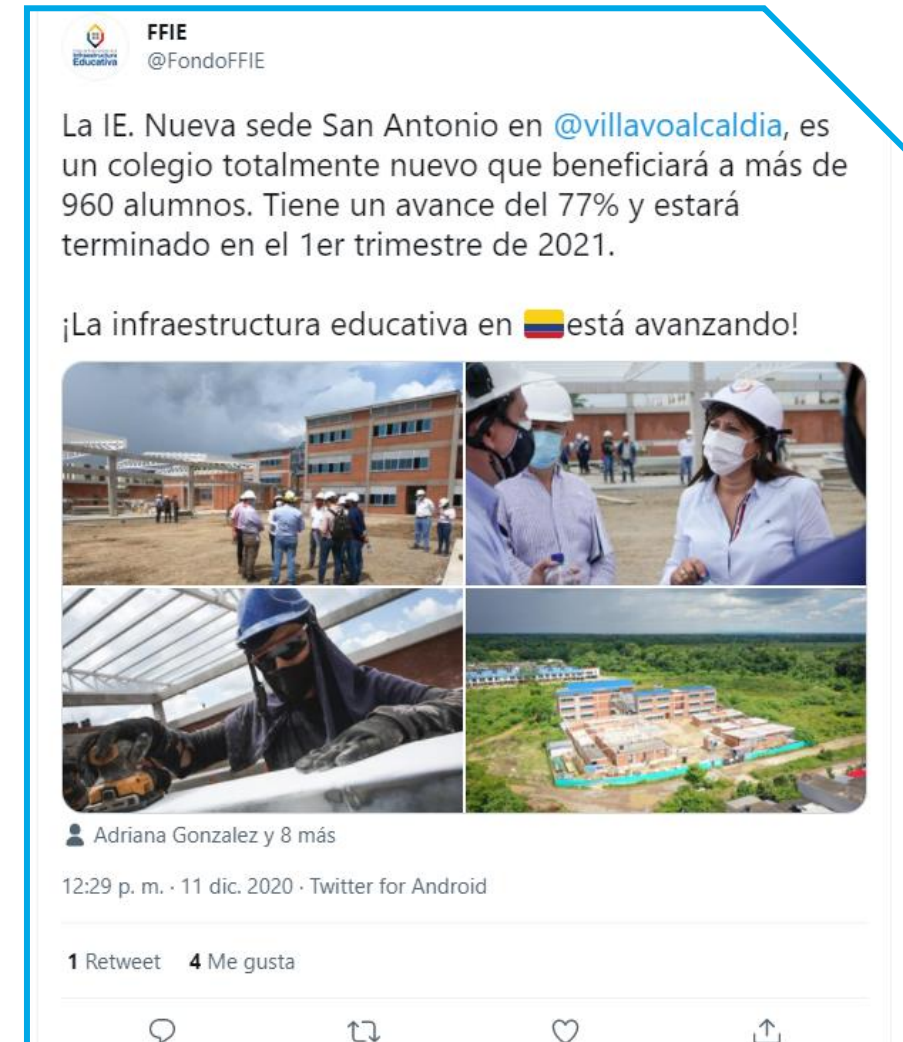 FFIE
Infraestructura
Educativa
@FondoFFIE
La IE. Nueva sede San Antonio en @villavoalcaldia, es
un colegio totalmente nuevo que beneficiará a más de
960 alumnos. Tiene un avance del 77% y estará
terminado en el 1er trimestre de 2021.
¡La infraestructura educativa en 🇨🇴está avanzando!
Adriana Gonzalez y 8 más
12:29 p. m. · 11 dic. 2020 · Twitter for Android
1 Retweet 4 Me gusta